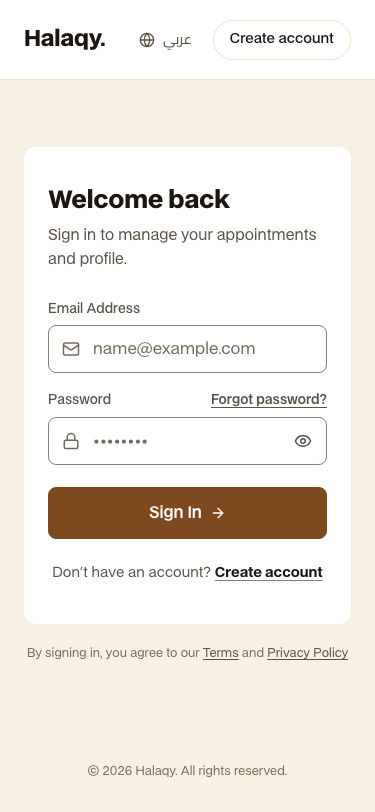 Halaqy.
عربي
Create account
Welcome back
Sign in to manage your appointments
and profile.
Email Address
name@example.com
Password
Forgot password?
••••••••
Sign In →
Don't have an account? Create account
By signing in, you agree to our Terms and Privacy Policy
© 2026 Halaqy. All rights reserved.